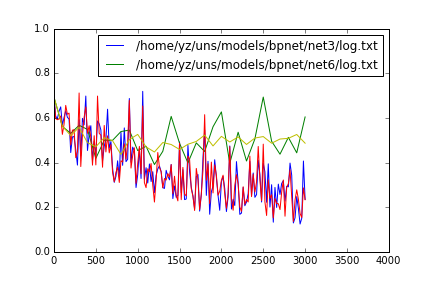 1.0
/home/yz/uns/models/bpnet/net3/log.txt
/home/yz/uns/models/bpnet/net6/log.txt
0.8
0.6
0.4
0.2
0.0
0 500 1000 1500 2000 2500 3000 3500 4000